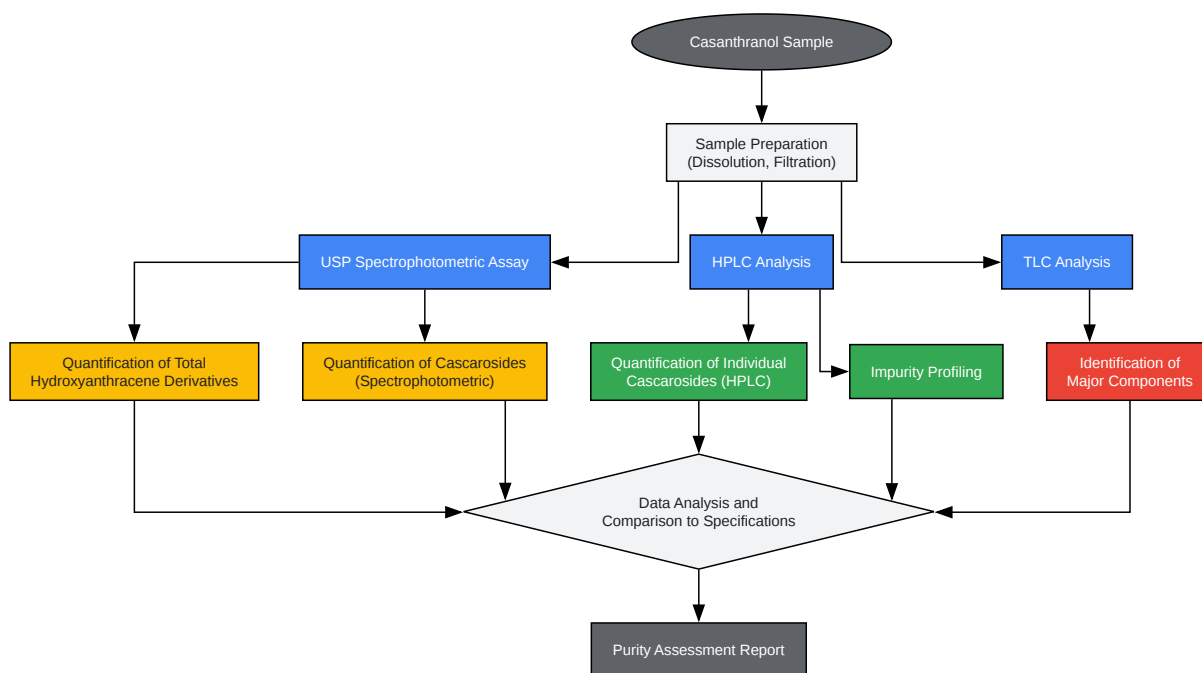 Casanthranol Sample
Sample Preparation
(Dissolution, Filtration)
USP Spectrophotometric Assay
HPLC Analysis
TLC Analysis
Quantification of Total
Hydroxyanthracene Derivatives
Quantification of Cascarosides
(Spectrophotometric)
Quantification of Individual
Cascarosides (HPLC)
Impurity Profiling
Identification of
Major Components
Data Analysis and
Comparison to Specifications
Purity Assessment Report